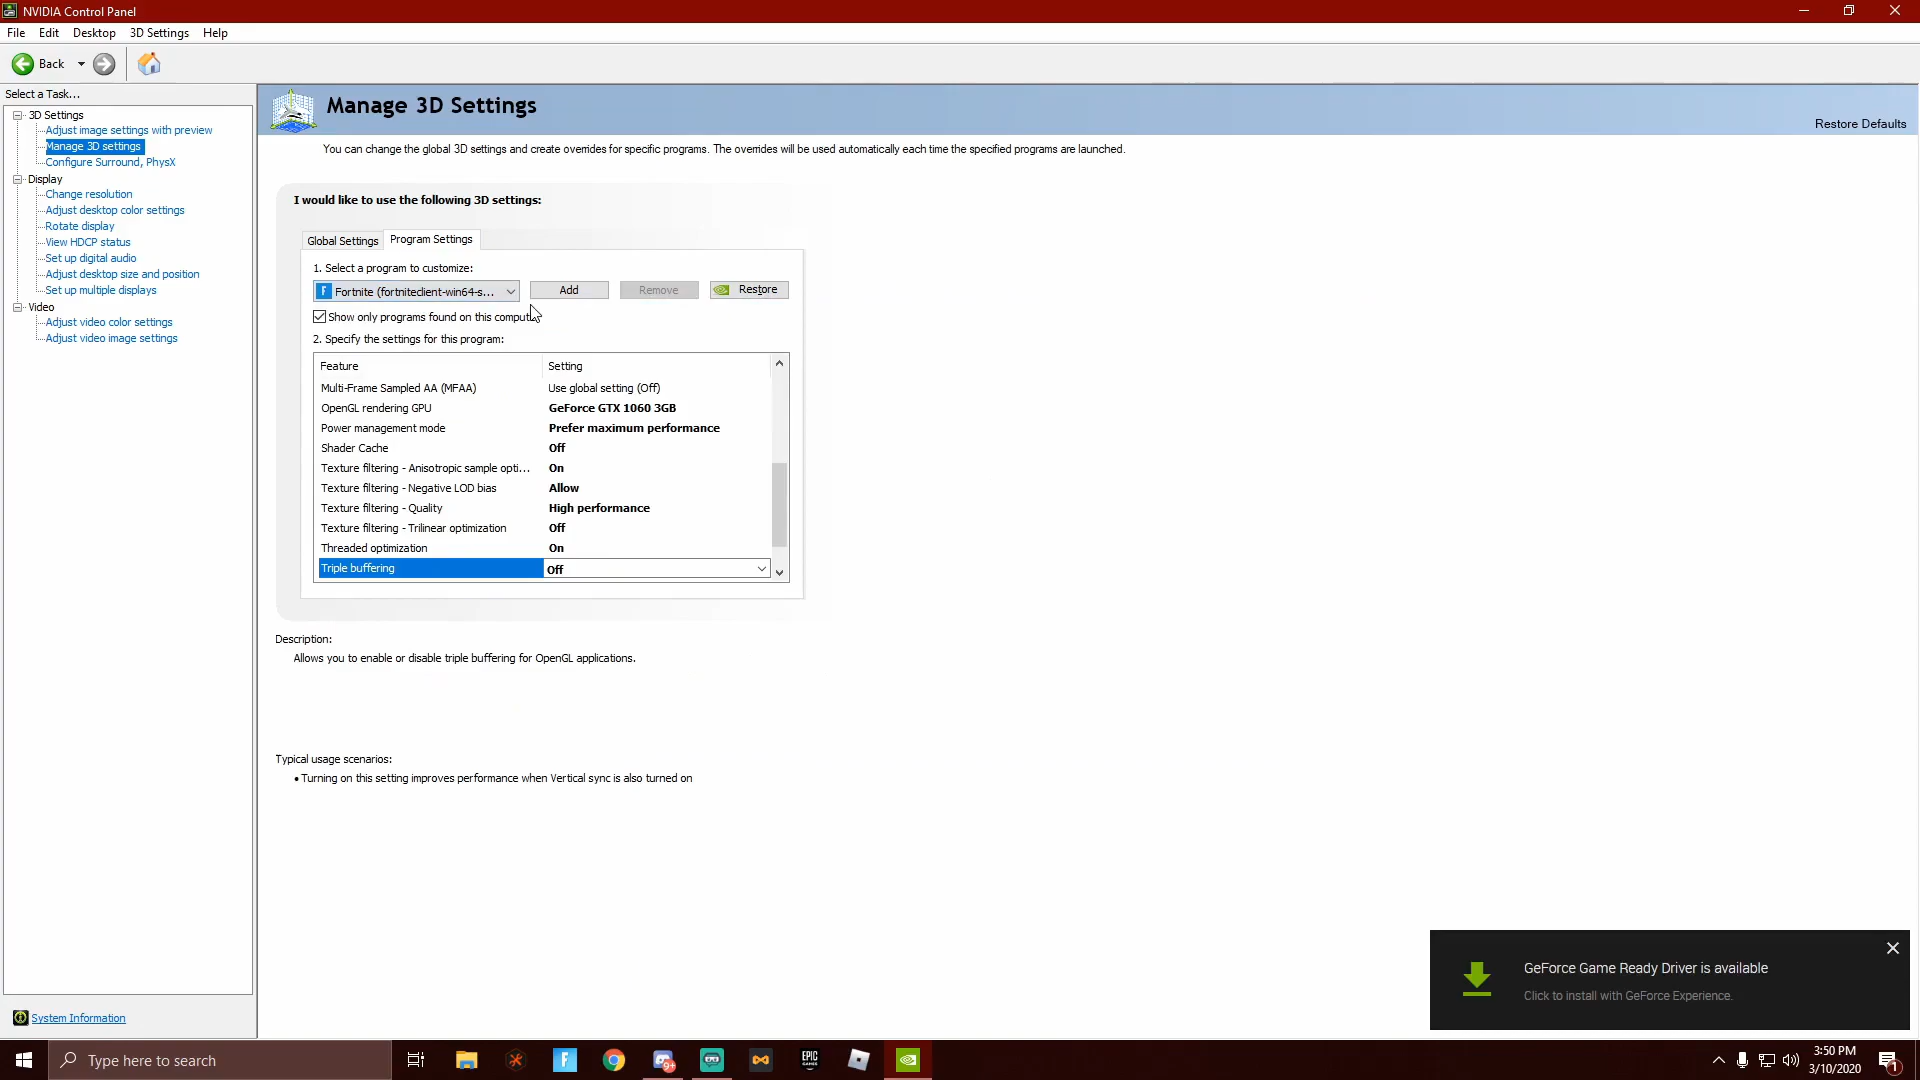 NVIDIA Control Panel
File Edit Desktop 3D Settings Help
Back
Select a Task...
3D Settings
Adjust image settings with preview
Manage 3D settings
Configure Surround, PhysX
Display
Change resolution
Adjust desktop color settings
Rotate display
View HDCP status
Set up digital audio
Adjust desktop size and position
Set up multiple displays
Video
Adjust video color settings
Adjust video image settings
System Information
Manage 3D Settings
Restore Defaults
You can change the global 3D settings and create overrides for specific programs. The overrides will be used automatically each time the specified programs are launched.
I would like to use the following 3D settings:
Global Settings Program Settings
1. Select a program to customize:
Fortnite (fortniteclient-win64-s... Add Remove Restore
Show only programs found on this comput
2. Specify the settings for this program:
Feature Setting
Multi-Frame Sampled AA (MFAA) Use global setting (Off)
OpenGL rendering GPU GeForce GTX 1060 3GB
Power management mode Prefer maximum performance
Shader Cache Off
Texture filtering - Anisotropic sample opti... On
Texture filtering - Negative LOD bias Allow
Texture filtering - Quality High performance
Texture filtering - Trilinear optimization Off
Threaded optimization On
Triple buffering Off
Description:
Allows you to enable or disable triple buffering for OpenGL applications.
Typical usage scenarios:
• Turning on this setting improves performance when Vertical sync is also turned on
GeForce Game Ready Driver is available
Click to install with GeForce Experience.
Type here to search
F
9+
EPIC
GAMES
3:50 PM
3/10/2020
1